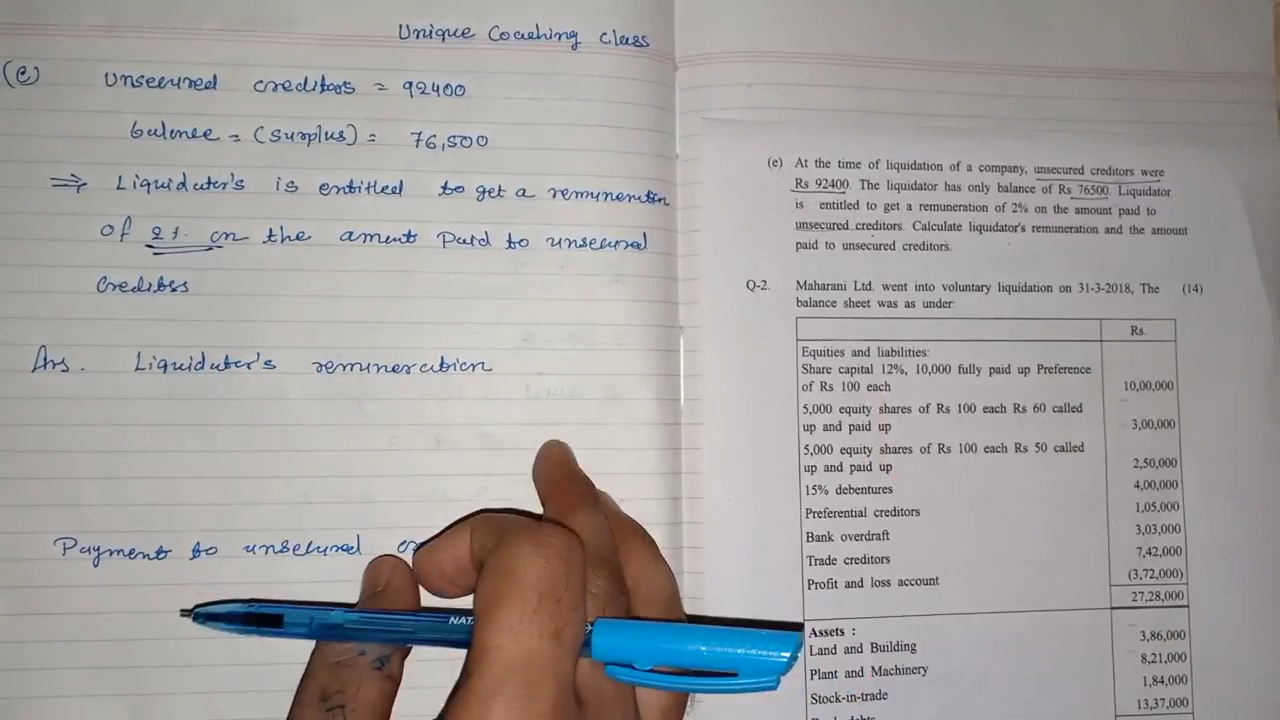 Unique Coaching Class
(e) Unsecured creditors = 92400
balance = (Surplus) = 76,500
⇒ Liquidater's is entitled to get a remuneration
of 2% on the amount Paid to unsecured
Creditors
Ans. Liquidater's remuneration
Payment to unsecured
NATA
(e) At the time of liquidation of a company, unsecured creditors were
Rs 92400. The liquidator has only balance of Rs 76500. Liquidator
is entitled to get a remuneration of 2% on the amount paid to
unsecured creditors. Calculate liquidator's remuneration and the amount
paid to unsecured creditors.
Q-2. Maharani Ltd. went into voluntary liquidation on 31-3-2018, The (14)
balance sheet was as under:
Rs.
Equities and liabilities:
Share capital 12%, 10,000 fully paid up Preference
of Rs 100 each 10,00,000
5,000 equity shares of Rs 100 each Rs 60 called
up and paid up 3,00,000
5,000 equity shares of Rs 100 each Rs 50 called
up and paid up 2,50,000
15% debentures 4,00,000
Preferential creditors 1,05,000
Bank overdraft 3,03,000
Trade creditors 7,42,000
Profit and loss account (3,72,000)
27,28,000
Assets :
Land and Building 3,86,000
Plant and Machinery 8,21,000
Stock-in-trade 1,84,000
13,37,000